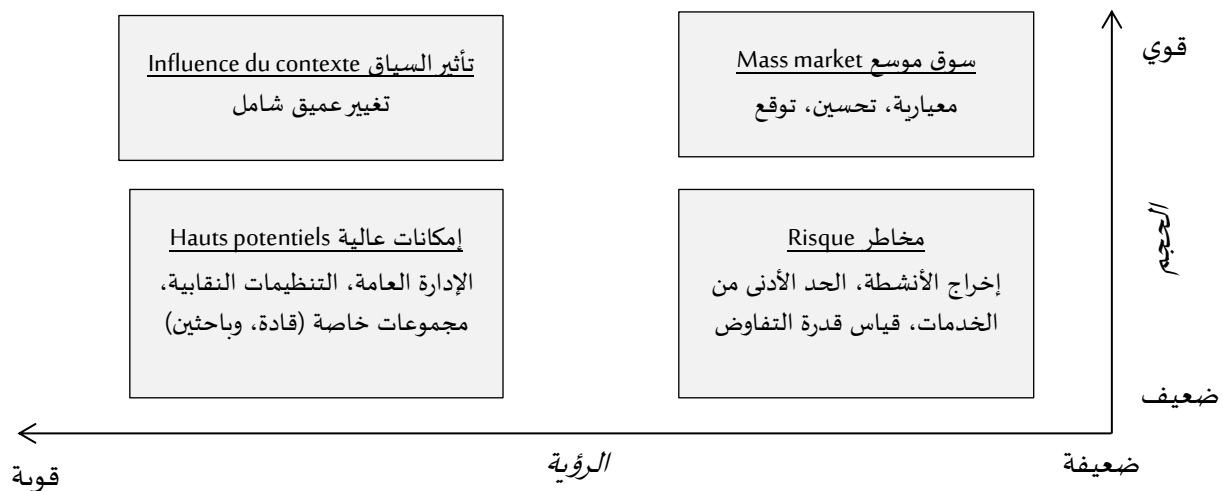 قوي
سوق موسع Mass market
معيارية، تحسين، توقع
تأثير السياق Influence du contexte
تغيير عميق شامل
الحجم
مخاطر Risque
إخراج الأنشطة، الحد الأدنى من
الخدمات، قياس قدرة التفاوض
إمكانات عالية Hauts potentiels
الإدارة العامة، التنظيمات النقابية،
مجموعات خاصة (قادة، وباحثين)
ضعيف
ضعيفة
الرؤية
قوية